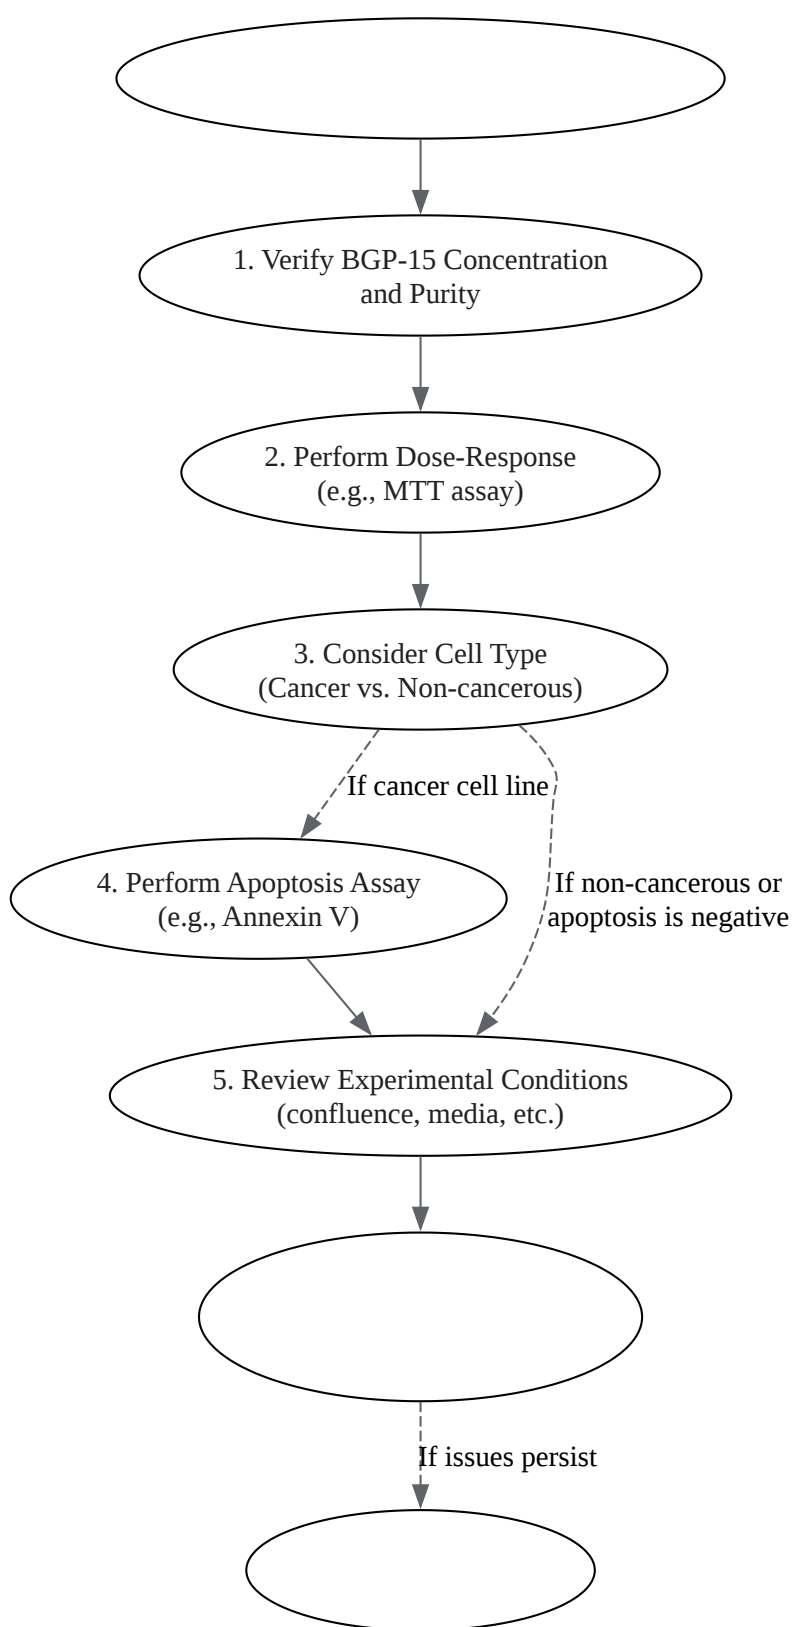 1. Verify BGP-15 Concentration
and Purity
2. Perform Dose-Response
(e.g., MTT assay)
3. Consider Cell Type
(Cancer vs. Non-cancerous)
If cancer cell line
4. Perform Apoptosis Assay
(e.g., Annexin V)
If non-cancerous or
apoptosis is negative
5. Review Experimental Conditions
(confluence, media, etc.)
If issues persist